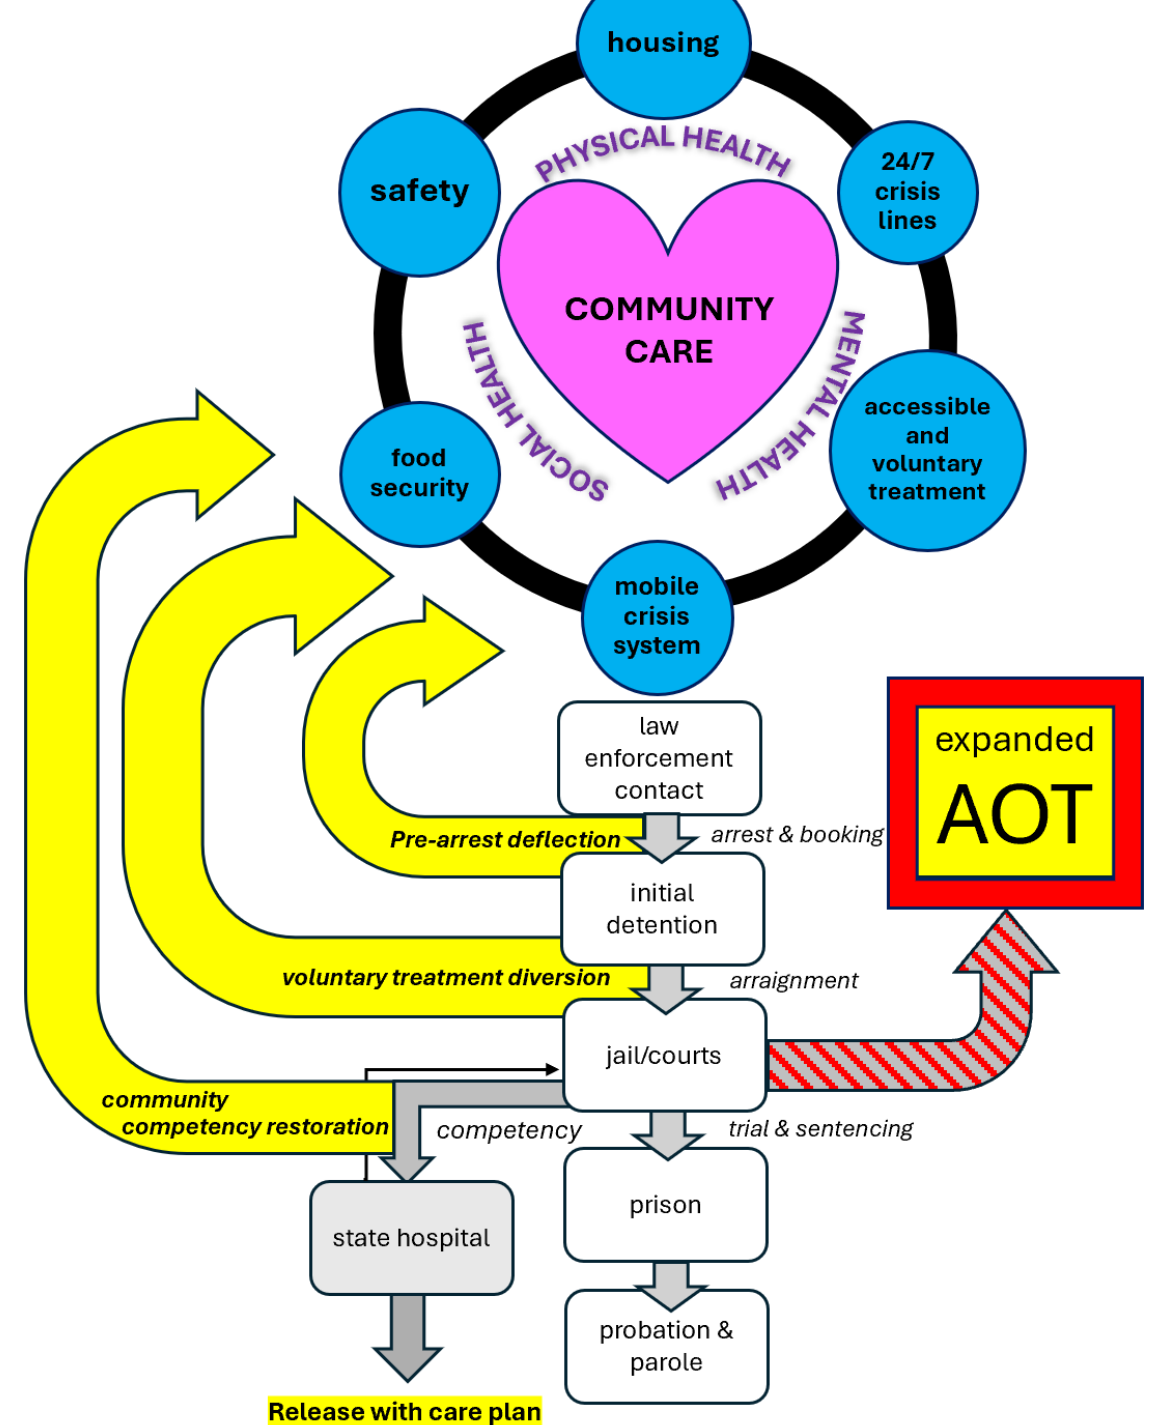 housing
PHYSICAL HEALTH
safety
24/7
crisis
lines
COMMUNITY
CARE
SOCIAL HEALTH
MENTAL HEALTH
accessible
and
voluntary
treatment
food
security
mobile
crisis
system
law
enforcement
contact
expanded
AOT
Pre-arrest deflection
arrest & booking
initial
detention
voluntary treatment diversion
arraignment
jail/courts
community
competency restoration
competency
trial & sentencing
prison
state hospital
probation &
parole
Release with care plan